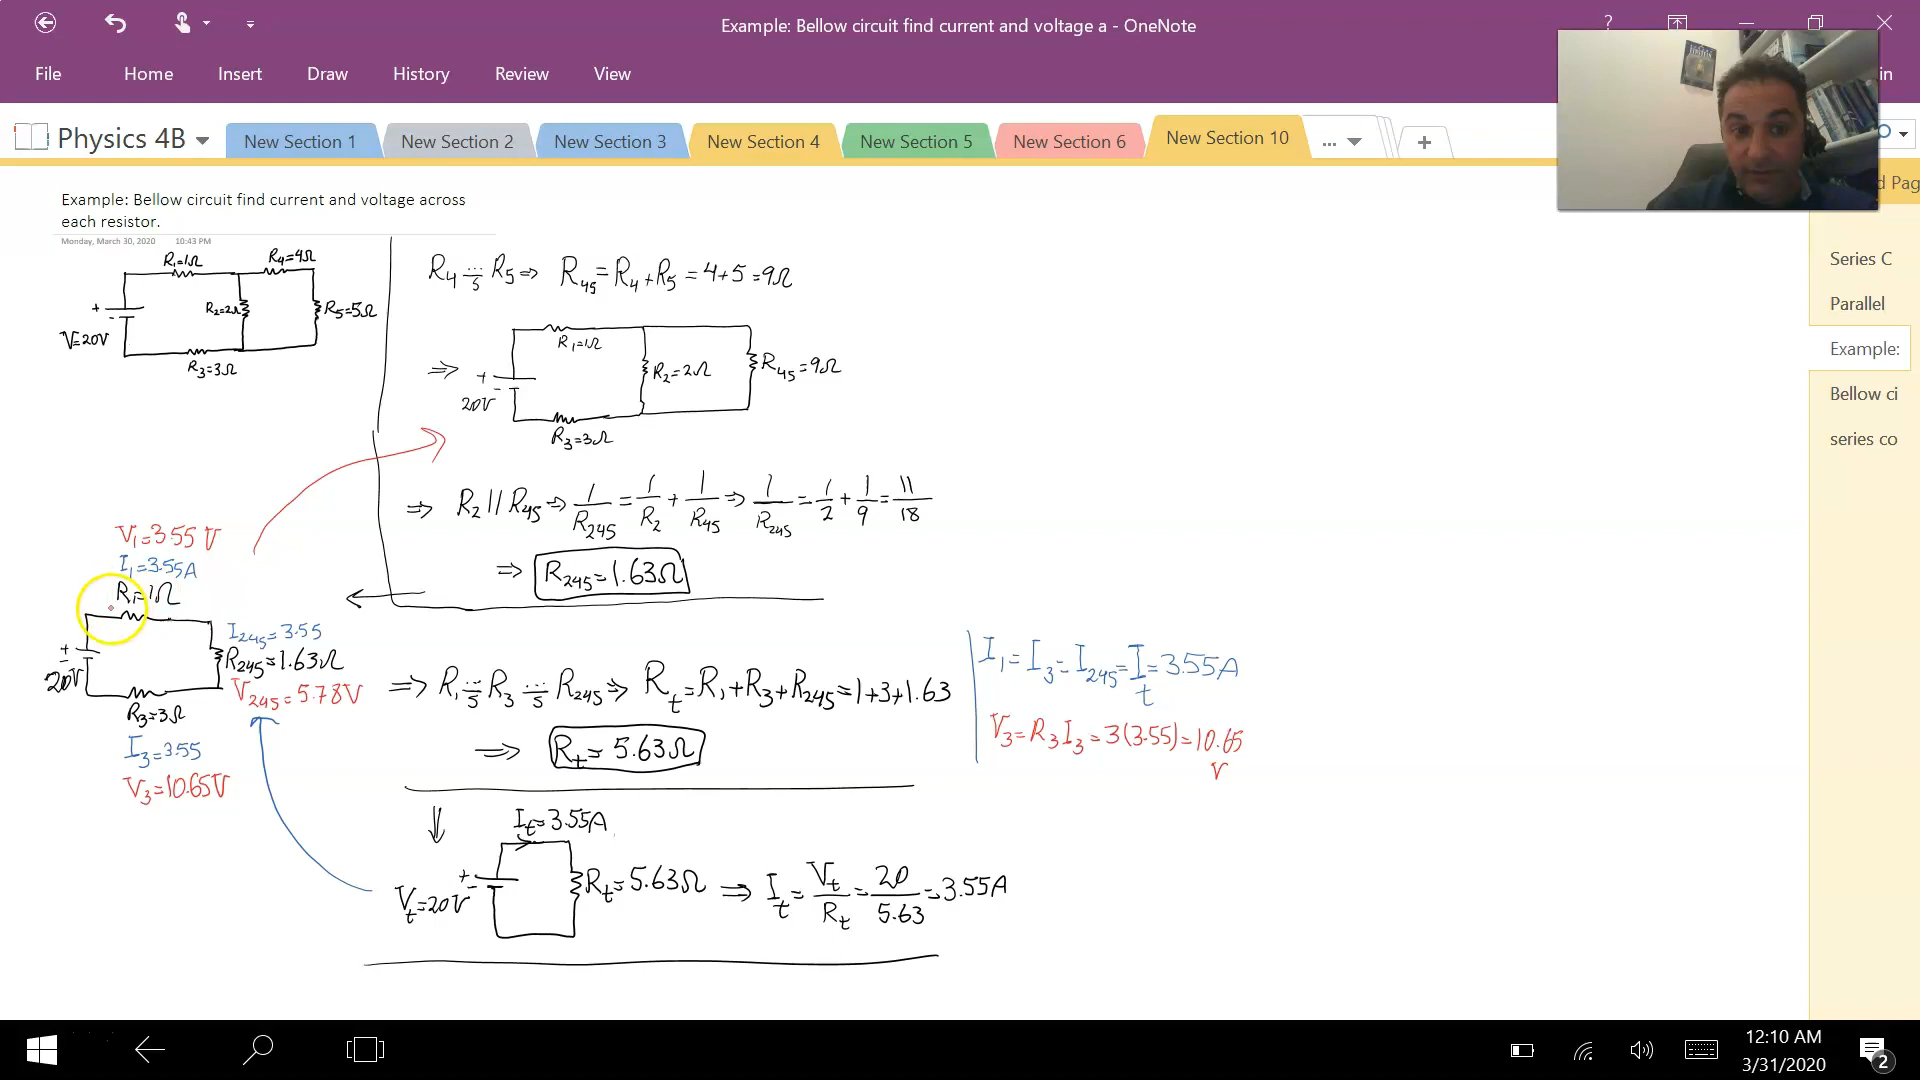 Example: Bellow circuit find current and voltage a - OneNote
?
File Home Insert Draw History Review View
in
Physics 4B
New Section 1 New Section 2 New Section 3 New Section 4 New Section 5 New Section 6 New Section 10 ... +
d Pag
Series C
Parallel
Example:
Bellow ci
series co
Example: Bellow circuit find current and voltage across
each resistor.
Monday, March 30, 2020 10:43 PM
R1=1Ω
R4=4Ω
+
-
R2=2Ω
R5=5Ω
V=20V
R3=3Ω
R4 R5 ⇒ R45=R4+R5=4+5=9Ω
⇒
R1=1Ω
+
-
20V
R2=2Ω
R45=9Ω
R3=3Ω
⇒ R2 || R45 ⇒ 1/R245 = 1/R2 + 1/R45 ⇒ 1/R245 = 1/2 + 1/9 = 11/18
⇒ R245=1.63Ω
V1=3.55 V
I1=3.55A
R1=1Ω
I245=3.55
+
-
20V
R245=1.63Ω
V245=5.78V
R3=3Ω
I3=3.55
V3=10.65V
⇒ R1 R3 R245 ⇒ Rt=R1+R3+R245=1+3+1.63
⇒ Rt=5.63Ω
I1=I3=I245=It=3.55A
V3=R3I3=3(3.55)=10.65
V
It=3.55A
+
-
Vt=20V
Rt=5.63Ω ⇒ It=Vt/Rt=20/5.63=3.55A
12:10 AM
3/31/2020
2